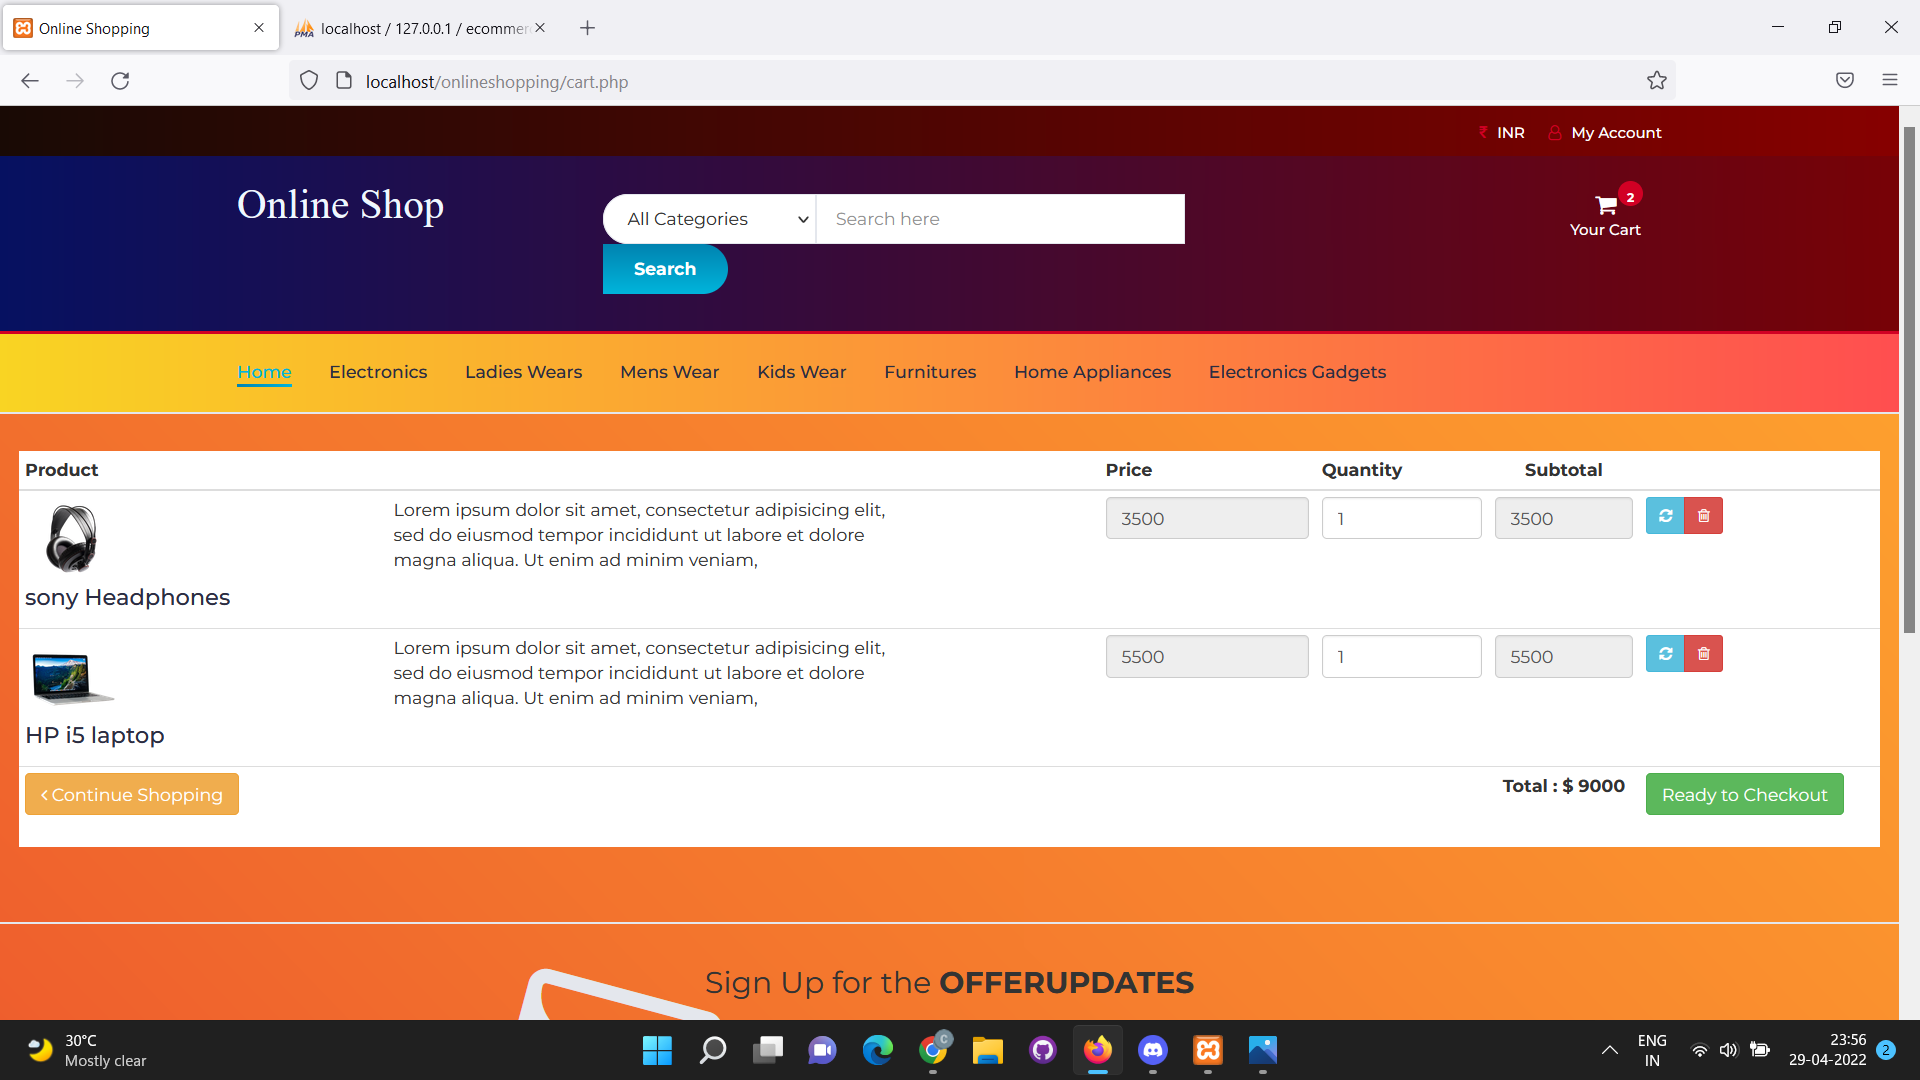 Online Shopping
localhost / 127.0.0.1 / ecommer
localhost/onlineshopping/cart.php
₹ INR My Account
Online Shop
All Categories
Search here
2
Your Cart
Search
Home Electronics Ladies Wears Mens Wear Kids Wear Furnitures Home Appliances Electronics Gadgets
Product Price Quantity Subtotal
Lorem ipsum dolor sit amet, consectetur adipisicing elit,
sed do eiusmod tempor incididunt ut labore et dolore
magna aliqua. Ut enim ad minim veniam,
3500 1 3500
sony Headphones
Lorem ipsum dolor sit amet, consectetur adipisicing elit,
sed do eiusmod tempor incididunt ut labore et dolore
magna aliqua. Ut enim ad minim veniam,
5500 1 5500
HP i5 laptop
Continue Shopping
Total : $ 9000
Ready to Checkout
Sign Up for the OFFERUPDATES
30°C
Mostly clear
C
ENG
IN
23:56
29-04-2022
2